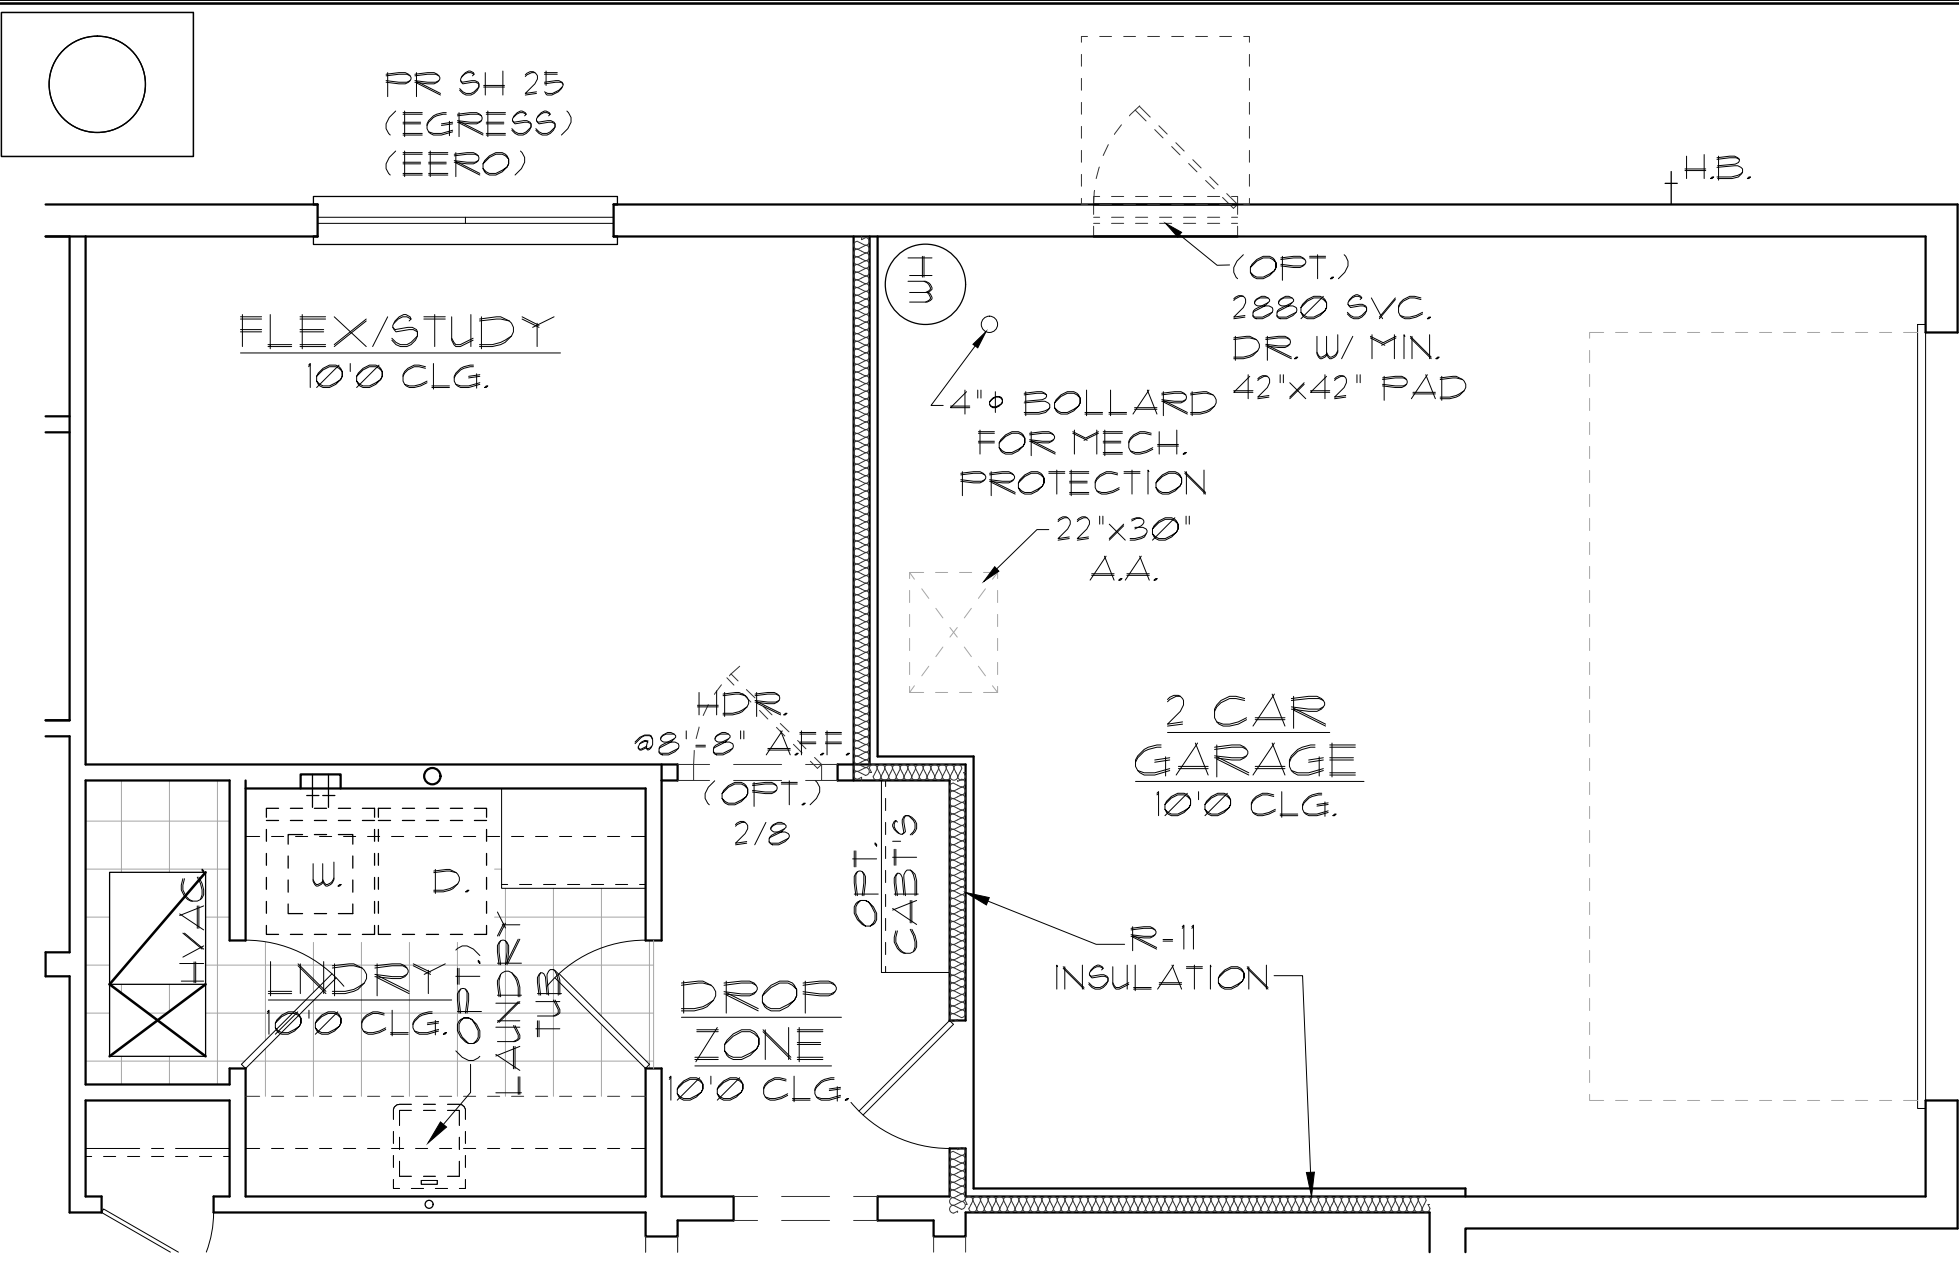 PR SH 25
(EGRESS)
(EERO)
H.B.
WH
(OPT.)
2880 SVC.
DR. W/ MIN.
42"x42" PAD
FLEX/STUDY
10'0 CLG.
4"ϕ BOLLARD
FOR MECH.
PROTECTION
22"x30"
A.A.
HDR.
@8'-8" A.F.F.
(OPT.)
2/8
2 CAR
GARAGE
10'0 CLG.
OPT.
CABT'S
W.
D.
HVAC
LNDRY
10'0 CLG.
(OPT.)
LAUNDRY
TUB
DROP
ZONE
10'0 CLG.
R-11
INSULATION